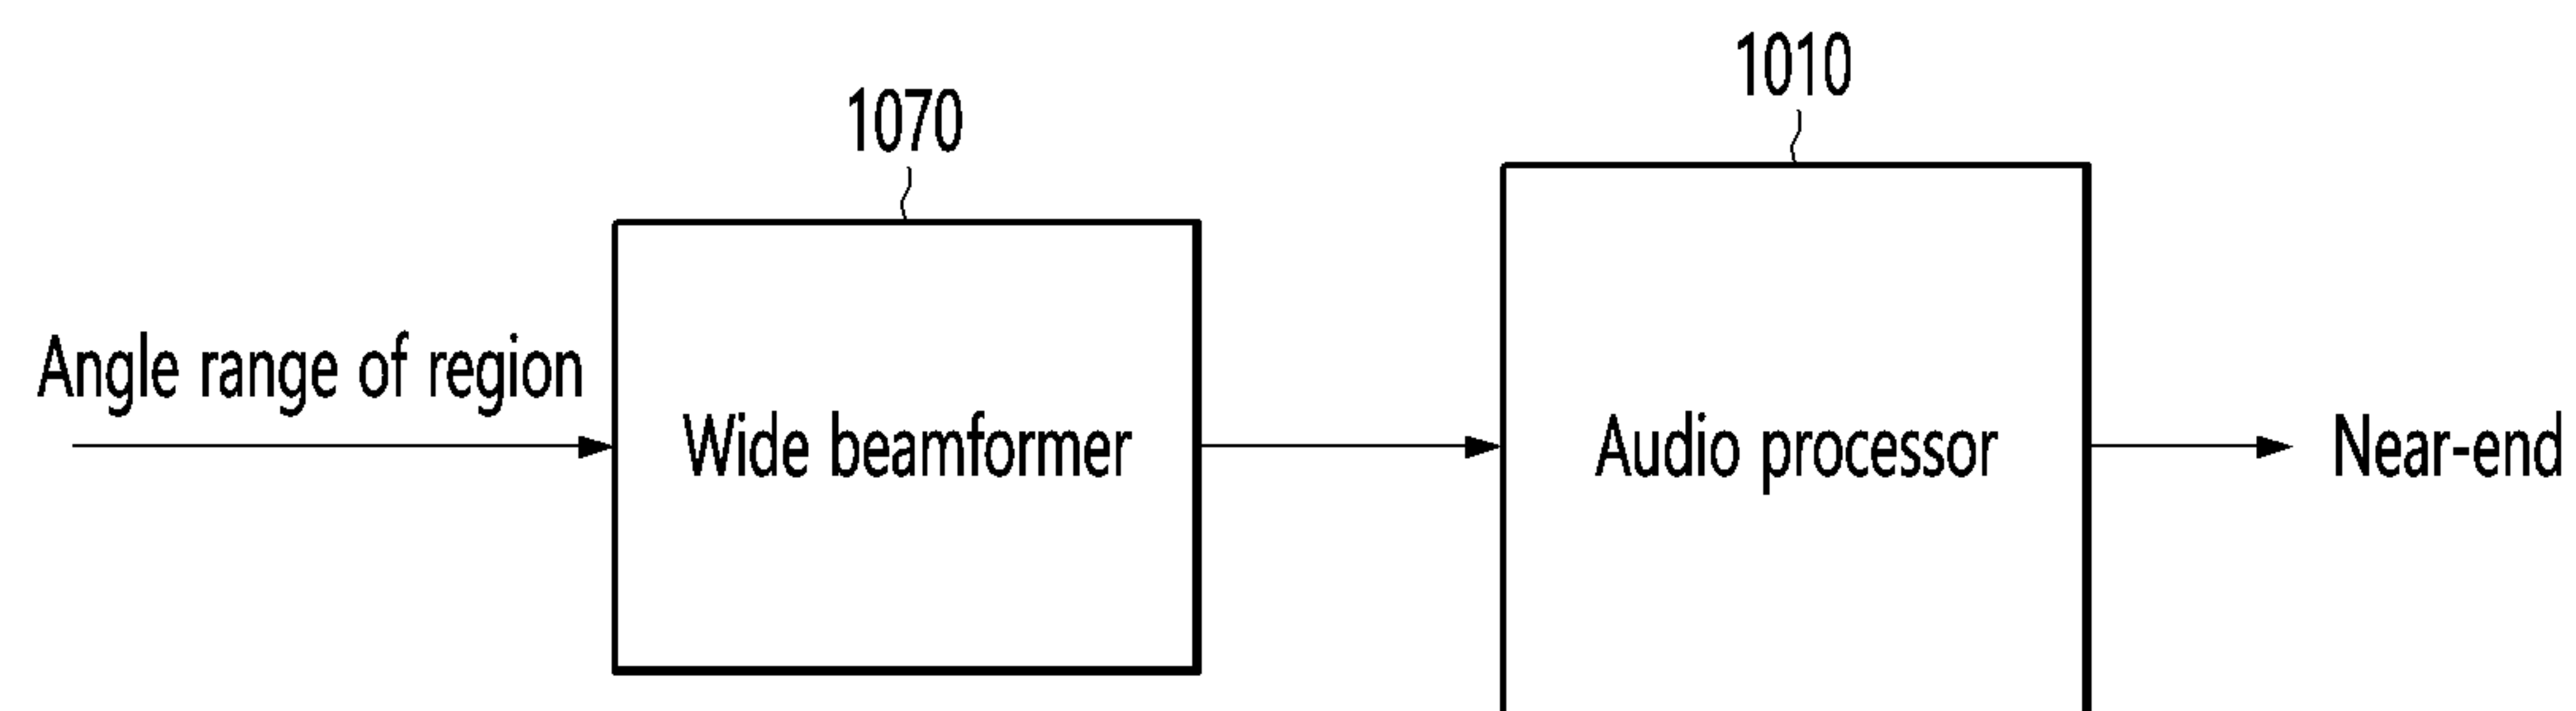 1010
1070
Angle range of region
Wide beamformer
Audio processor
Near-end